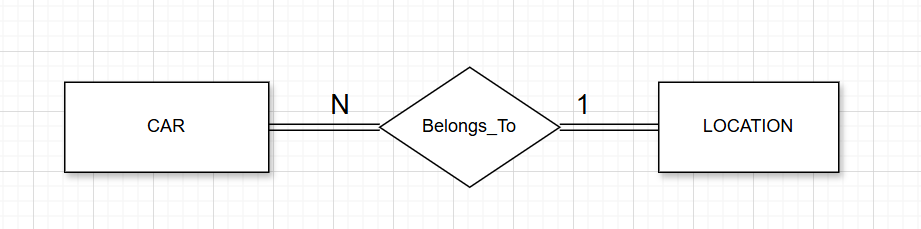 CAR
N
Belongs_To
1
LOCATION